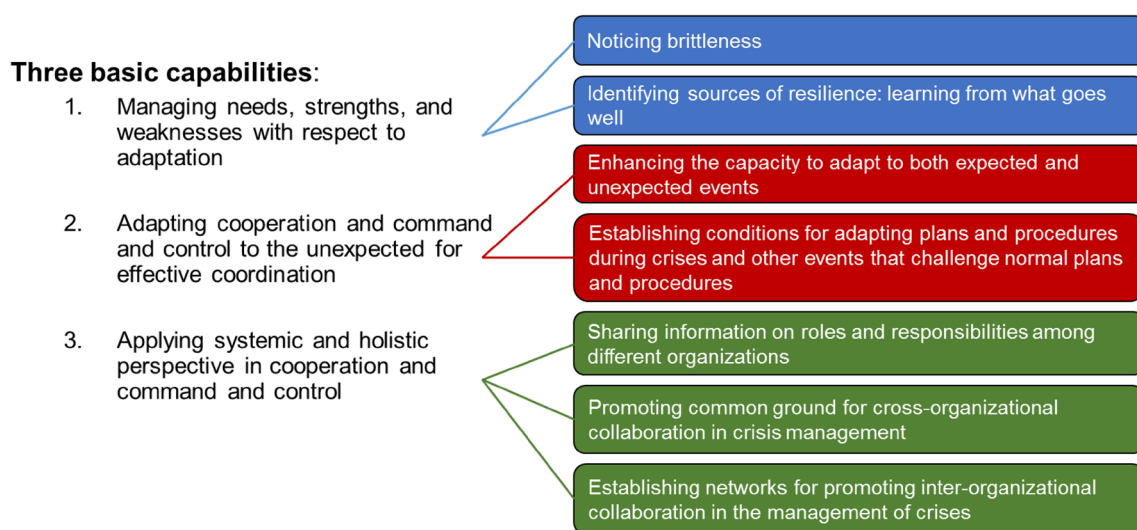 Three basic capabilities:
1. Managing needs, strengths, and
weaknesses with respect to
adaptation
2. Adapting cooperation and command
and control to the unexpected for
effective coordination
3. Applying systemic and holistic
perspective in cooperation and
command and control
Noticing brittleness
Identifying sources of resilience: learning from what goes
well
Enhancing the capacity to adapt to both expected and
unexpected events
Establishing conditions for adapting plans and procedures
during crises and other events that challenge normal plans
and procedures
Sharing information on roles and responsibilities among
different organizations
Promoting common ground for cross-organizational
collaboration in crisis management
Establishing networks for promoting inter-organizational
collaboration in the management of crises